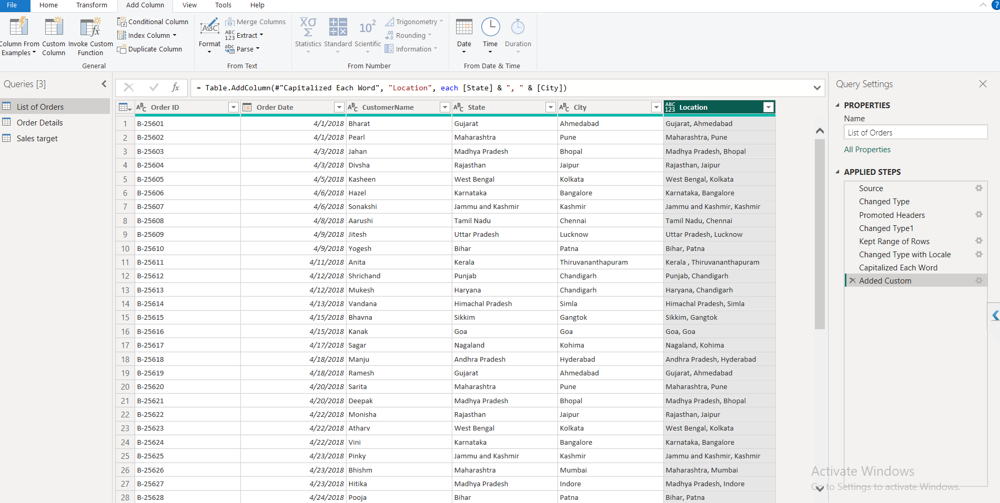 File Home Transform Add Column View Tools Help
Column From Examples
Custom Column
Invoke Custom Function
Conditional Column
Index Column
Duplicate Column
General
ABC
Format
Merge Columns
ABC 123 Extract
abc Parse
From Text
XΣσ Statistics
Standard
10² Scientific
Trigonometry
.00 Rounding
Information
From Number
Date
Time
Duration
From Date & Time
Queries [3]
List of Orders
Order Details
Sales target
fx = Table.AddColumn(#"Capitalized Each Word", "Location", each [State] & ", " & [City])
ABC Order ID Order Date ABC CustomerName ABC State ABC City ABC 123 Location
1 B-25601 4/1/2018 Bharat Gujarat Ahmedabad Gujarat, Ahmedabad
2 B-25602 4/1/2018 Pearl Maharashtra Pune Maharashtra, Pune
3 B-25603 4/3/2018 Jahan Madhya Pradesh Bhopal Madhya Pradesh, Bhopal
4 B-25604 4/3/2018 Divsha Rajasthan Jaipur Rajasthan, Jaipur
5 B-25605 4/5/2018 Kasheen West Bengal Kolkata West Bengal, Kolkata
6 B-25606 4/6/2018 Hazel Karnataka Bangalore Karnataka, Bangalore
7 B-25607 4/6/2018 Sonakshi Jammu and Kashmir Kashmir Jammu and Kashmir, Kashmir
8 B-25608 4/8/2018 Aarushi Tamil Nadu Chennai Tamil Nadu, Chennai
9 B-25609 4/9/2018 Jitesh Uttar Pradesh Lucknow Uttar Pradesh, Lucknow
10 B-25610 4/9/2018 Yogesh Bihar Patna Bihar, Patna
11 B-25611 4/11/2018 Anita Kerala Thiruvananthapuram Kerala , Thiruvananthapuram
12 B-25612 4/12/2018 Shrichand Punjab Chandigarh Punjab, Chandigarh
13 B-25613 4/12/2018 Mukesh Haryana Chandigarh Haryana, Chandigarh
14 B-25614 4/13/2018 Vandana Himachal Pradesh Simla Himachal Pradesh, Simla
15 B-25615 4/15/2018 Bhavna Sikkim Gangtok Sikkim, Gangtok
16 B-25616 4/15/2018 Kanak Goa Goa Goa, Goa
17 B-25617 4/17/2018 Sagar Nagaland Kohima Nagaland, Kohima
18 B-25618 4/18/2018 Manju Andhra Pradesh Hyderabad Andhra Pradesh, Hyderabad
19 B-25619 4/18/2018 Ramesh Gujarat Ahmedabad Gujarat, Ahmedabad
20 B-25620 4/20/2018 Sarita Maharashtra Pune Maharashtra, Pune
21 B-25621 4/20/2018 Deepak Madhya Pradesh Bhopal Madhya Pradesh, Bhopal
22 B-25622 4/22/2018 Monisha Rajasthan Jaipur Rajasthan, Jaipur
23 B-25623 4/22/2018 Atharv West Bengal Kolkata West Bengal, Kolkata
24 B-25624 4/22/2018 Vini Karnataka Bangalore Karnataka, Bangalore
25 B-25625 4/23/2018 Pinky Jammu and Kashmir Kashmir Jammu and Kashmir, Kashmir
26 B-25626 4/23/2018 Bhishm Maharashtra Mumbai Maharashtra, Mumbai
27 B-25627 4/23/2018 Hitika Madhya Pradesh Indore Madhya Pradesh, Indore
28 B-25628 4/24/2018 Pooja Bihar Patna Bihar, Patna
Query Settings
PROPERTIES
Name
List of Orders
All Properties
APPLIED STEPS
Source
Changed Type
Promoted Headers
Changed Type1
Kept Range of Rows
Changed Type with Locale
Capitalized Each Word
Added Custom
Activate Windows
Go to Settings to activate Windows.